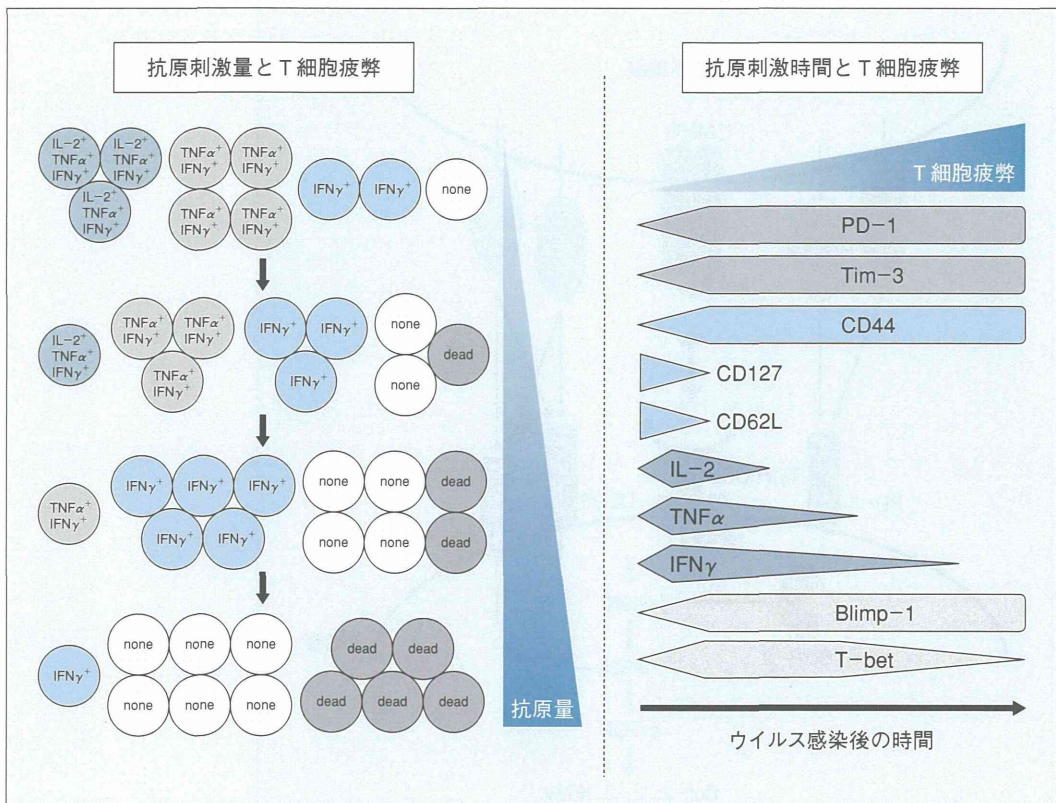 抗原刺激量とT細胞疲弊
IL-2⁺
TNFα⁺
IFNγ⁺
IL-2⁺
TNFα⁺
IFNγ⁺
IL-2⁺
TNFα⁺
IFNγ⁺
TNFα⁺
IFNγ⁺
TNFα⁺
IFNγ⁺
TNFα⁺
IFNγ⁺
TNFα⁺
IFNγ⁺
IFNγ⁺
IFNγ⁺
none
IL-2⁺
TNFα⁺
IFNγ⁺
TNFα⁺
IFNγ⁺
TNFα⁺
IFNγ⁺
TNFα⁺
IFNγ⁺
IFNγ⁺
IFNγ⁺
IFNγ⁺
none
none
dead
TNFα⁺
IFNγ⁺
IFNγ⁺
IFNγ⁺
IFNγ⁺
IFNγ⁺
IFNγ⁺
none
none
dead
none
none
dead
IFNγ⁺
none
none
none
none
none
none
dead
dead
dead
dead
dead
抗原量
抗原刺激時間とT細胞疲弊
T細胞疲弊
PD-1
Tim-3
CD44
CD127
CD62L
IL-2
TNFα
IFNγ
Blimp-1
T-bet
ウイルス感染後の時間